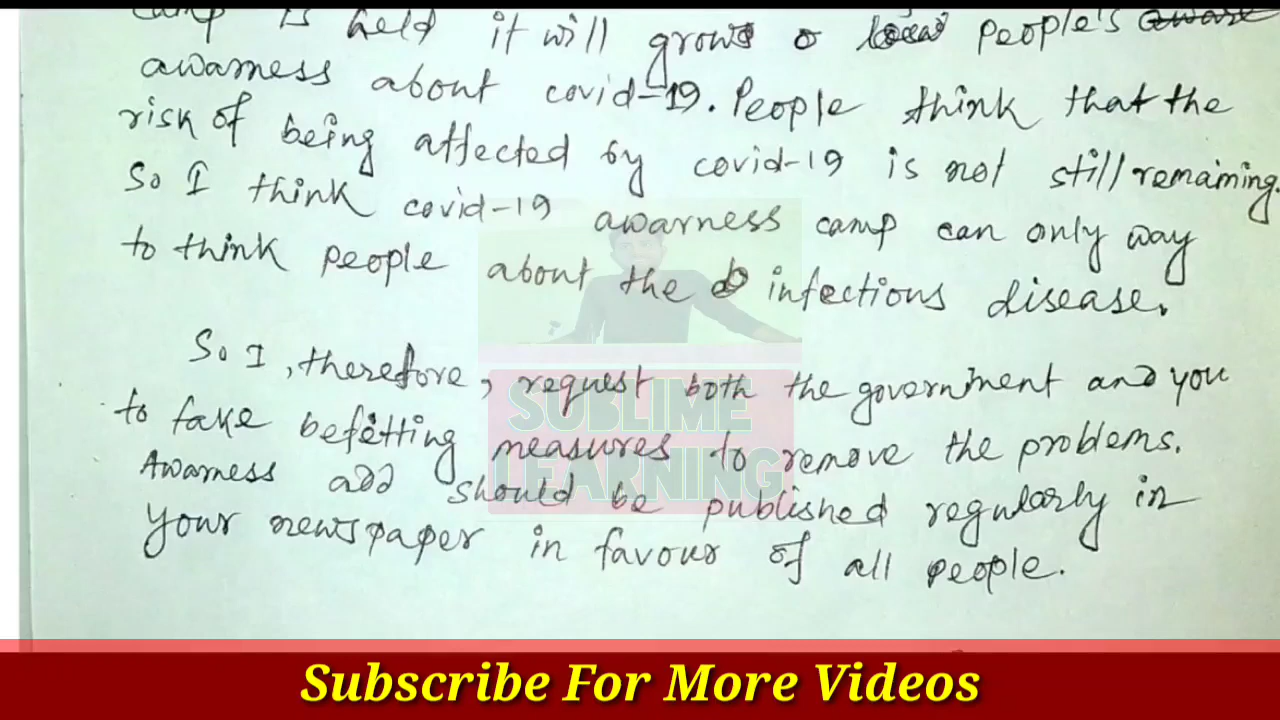 camp is held it will grow people's
awarness about covid-19. People think that the
risk of being affected by covid-19 is not still remaining.
So I think covid-19 awarness camp can only way
to think people about the infectious disease.
So I, therefore, request both the government and you
to take befitting measures to remove the problems.
Awarness add should be published regularly in
your newspaper in favour of all people.
SUBLIME
LEARNING
Subscribe For More Videos